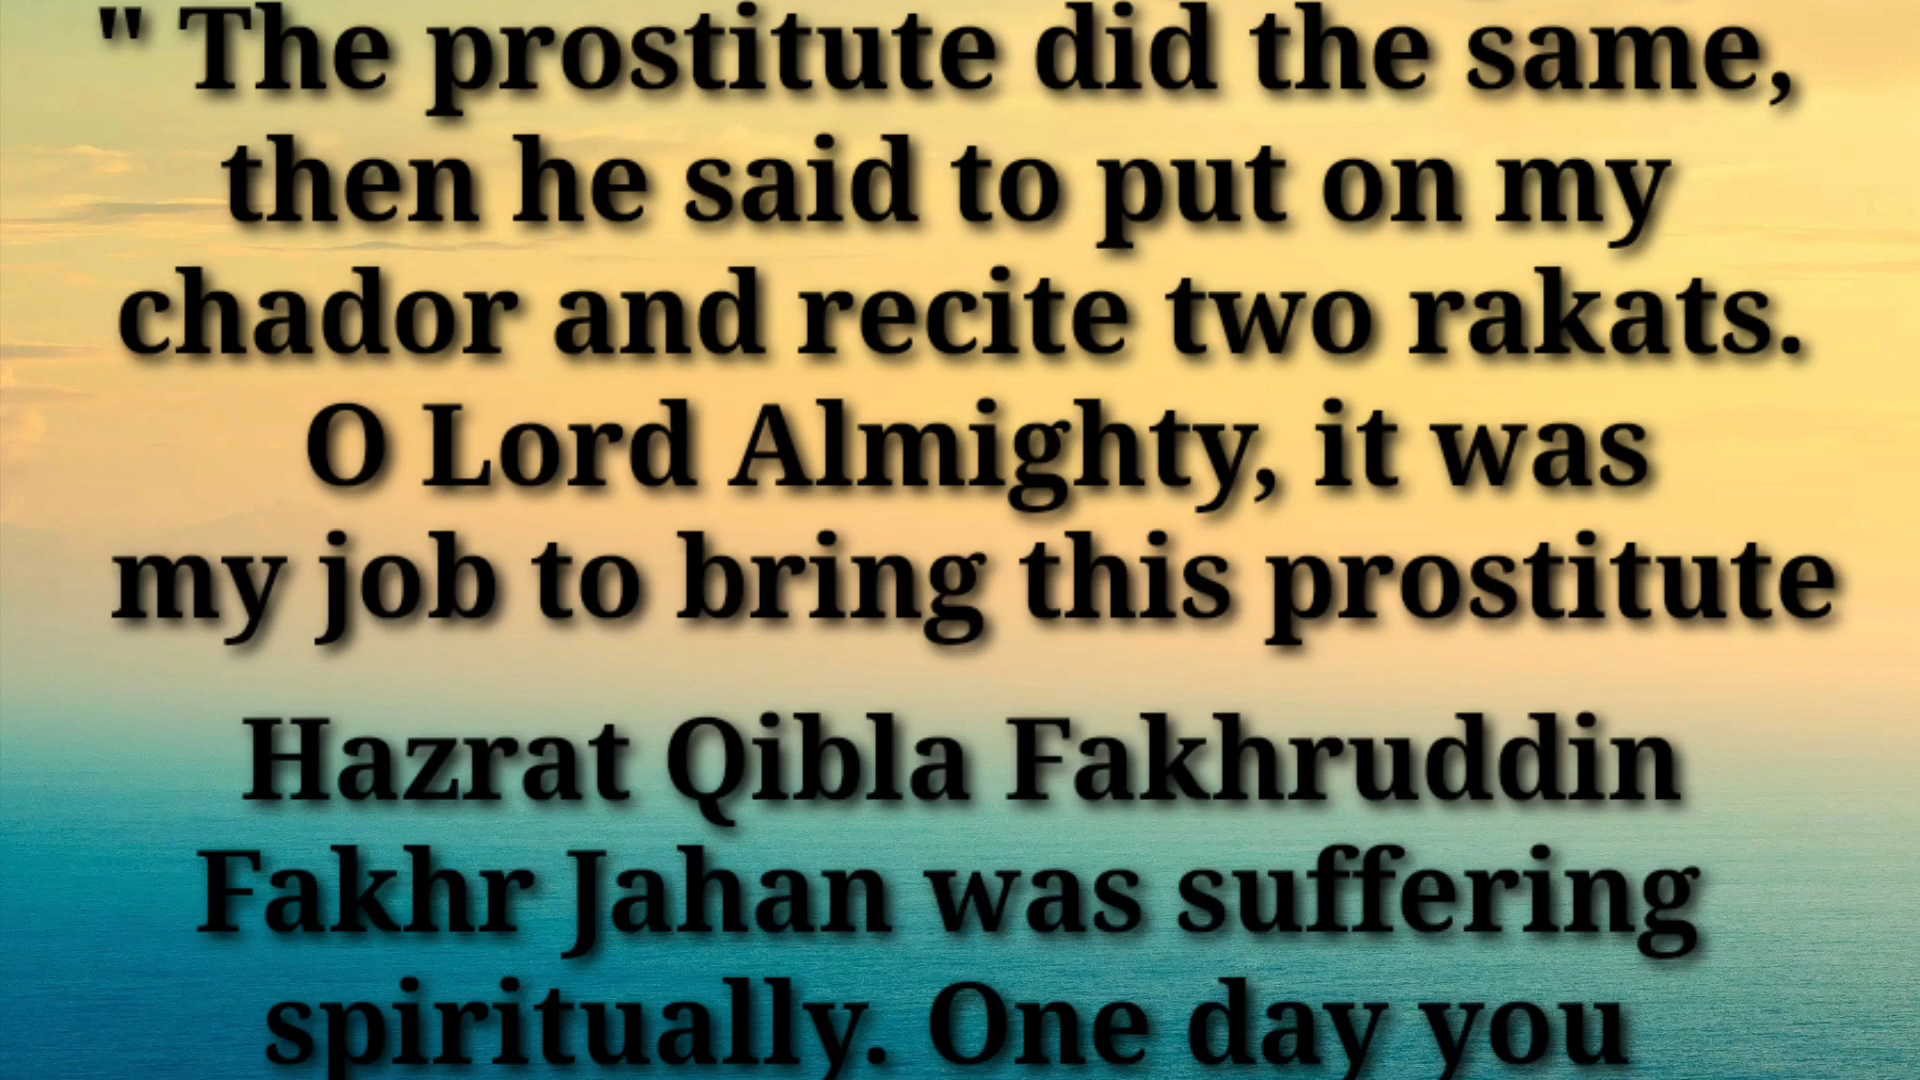 " The prostitute did the same,
then he said to put on my
chador and recite two rakats.
O Lord Almighty, it was
my job to bring this prostitute
Hazrat Qibla Fakhruddin
Fakhr Jahan was suffering
spiritually. One day you